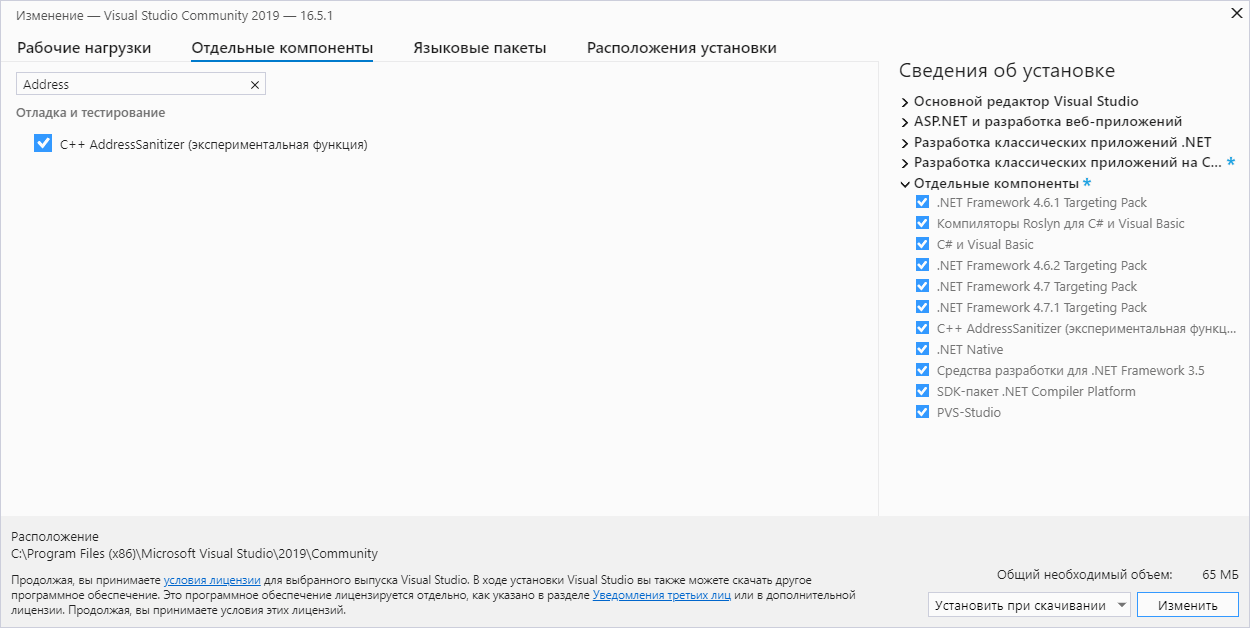 Изменение — Visual Studio Community 2019 — 16.5.1
Рабочие нагрузки
Отдельные компоненты
Языковые пакеты
Расположения установки
Address
Отладка и тестирование
C++ AddressSanitizer (экспериментальная функция)
Сведения об установке
Основной редактор Visual Studio
ASP.NET и разработка веб-приложений
Разработка классических приложений .NET
Разработка классических приложений на C... *
Отдельные компоненты *
.NET Framework 4.6.1 Targeting Pack
Компиляторы Roslyn для C# и Visual Basic
C# и Visual Basic
.NET Framework 4.6.2 Targeting Pack
.NET Framework 4.7 Targeting Pack
.NET Framework 4.7.1 Targeting Pack
C++ AddressSanitizer (экспериментальная функц...
.NET Native
Средства разработки для .NET Framework 3.5
SDK-пакет .NET Compiler Platform
PVS-Studio
Расположение
C:\Program Files (x86)\Microsoft Visual Studio\2019\Community
Продолжая, вы принимаете условия лицензии для выбранного выпуска Visual Studio. В ходе установки Visual Studio вы также можете скачать другое
программное обеспечение. Это программное обеспечение лицензируется отдельно, как указано в разделе Уведомления третьих лиц или в дополнительной
лицензии. Продолжая, вы принимаете условия этих лицензий.
Общий необходимый объем: 65 МБ
Установить при скачивании
Изменить